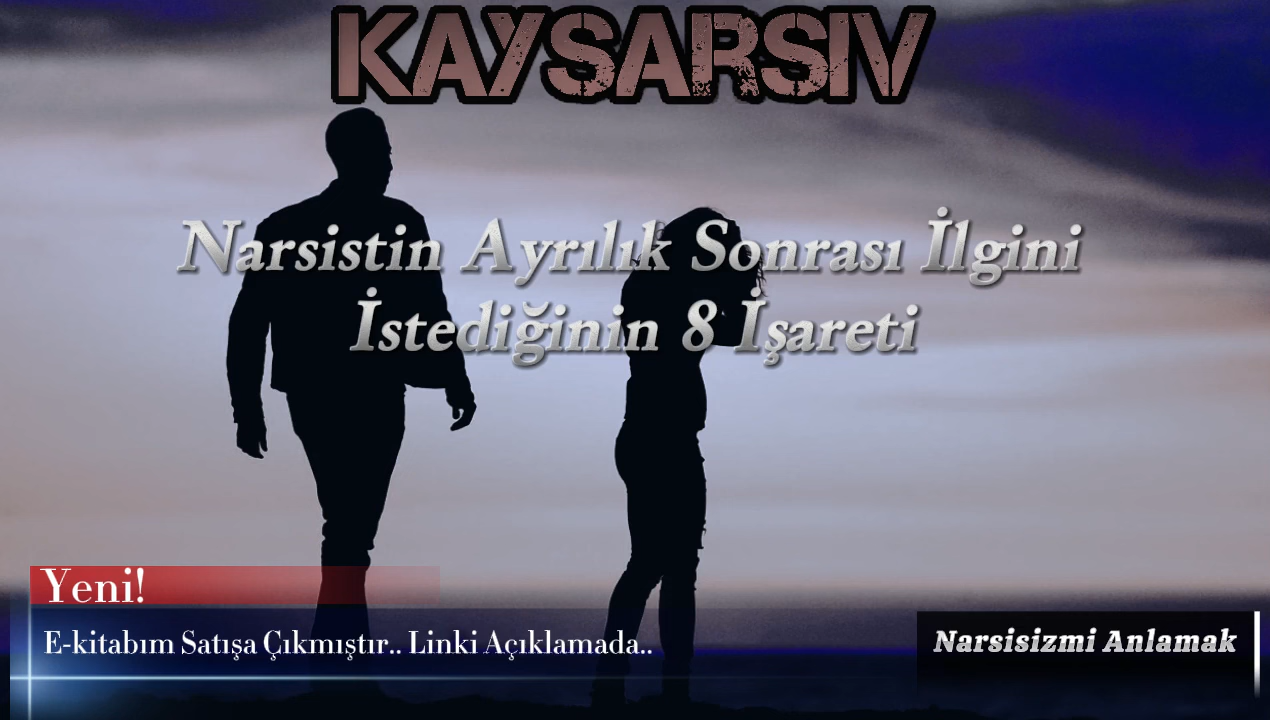 KAYSARSIV
Narsistin Ayrılık Sonrası İlgini
İstediğinin 8 İşareti
Yeni!
E-kitabım Satışa Çıkmıştır.. Linki Açıklamada..
Narsisizmi Anlamak